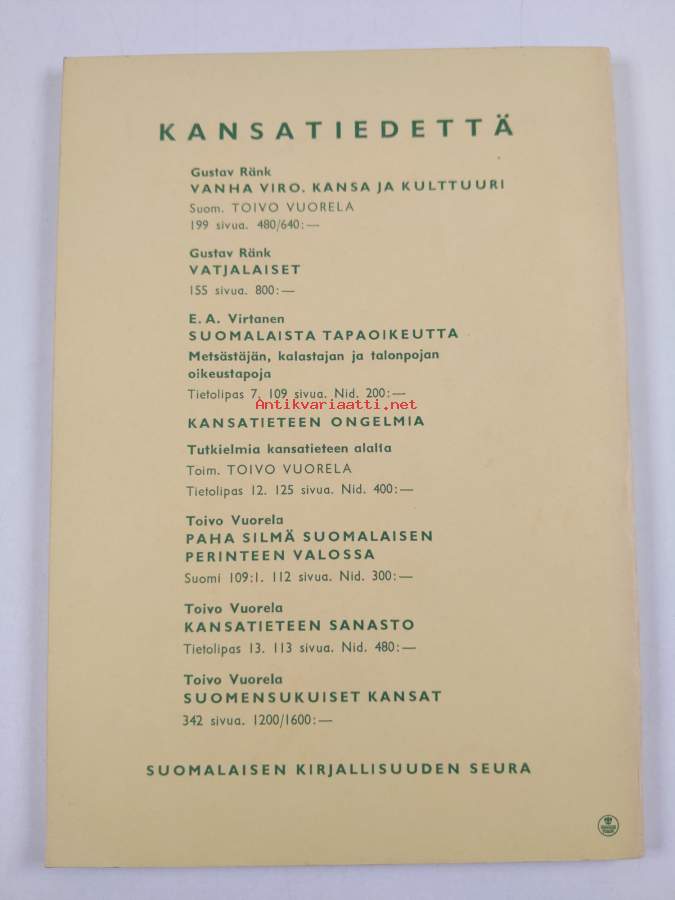 KANSATIEDETTÄ
Gustav Ränk
VANHA VIRO. KANSA JA KULTTUURI
Suom. TOIVO VUORELA
199 sivua. 480/640:—
Gustav Ränk
VATJALAISET
155 sivua. 800:—
E. A. Virtanen
SUOMALAISTA TAPAOIKEUTTA
Metsästäjän, kalastajan ja talonpojan
oikeustapoja
Tietolipas 7. 109 sivua. Nid. 200:—
Antikvariaatti.net
KANSATIETEEN ONGELMIA
Tutkielmia kansatieteen alalta
Toim. TOIVO VUORELA
Tietolipas 12. 125 sivua. Nid. 400:—
Toivo Vuorela
PAHA SILMÄ SUOMALAISEN
PERINTEEN VALOSSA
Suomi 109:1. 112 sivua. Nid. 300:—
Toivo Vuorela
KANSATIETEEN SANASTO
Tietolipas 13. 113 sivua. Nid. 480:—
Toivo Vuorela
SUOMENSUKUISET KANSAT
342 sivua. 1200/1600:—
SUOMALAISEN KIRJALLISUUDEN SEURA